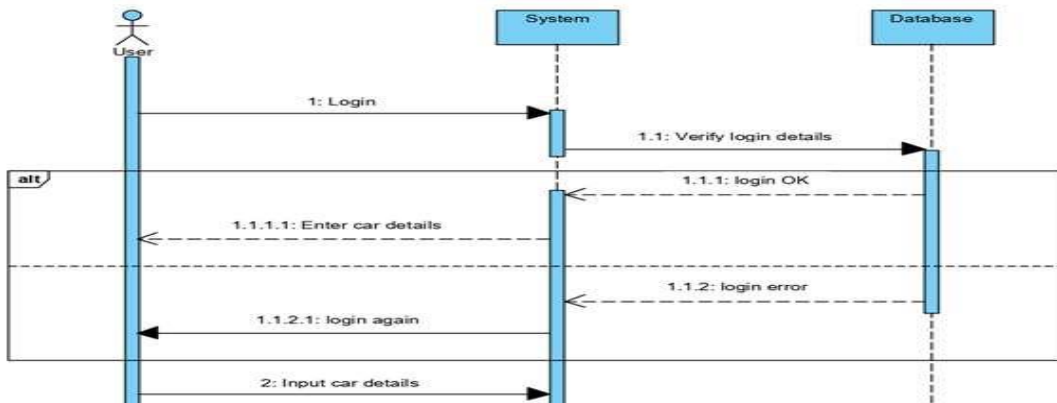 System
Database
User
1: Login
1.1: Verify login details
alt
1.1.1: login OK
1.1.1.1: Enter car details
1.1.2: login error
1.1.2.1: login again
2: Input car details